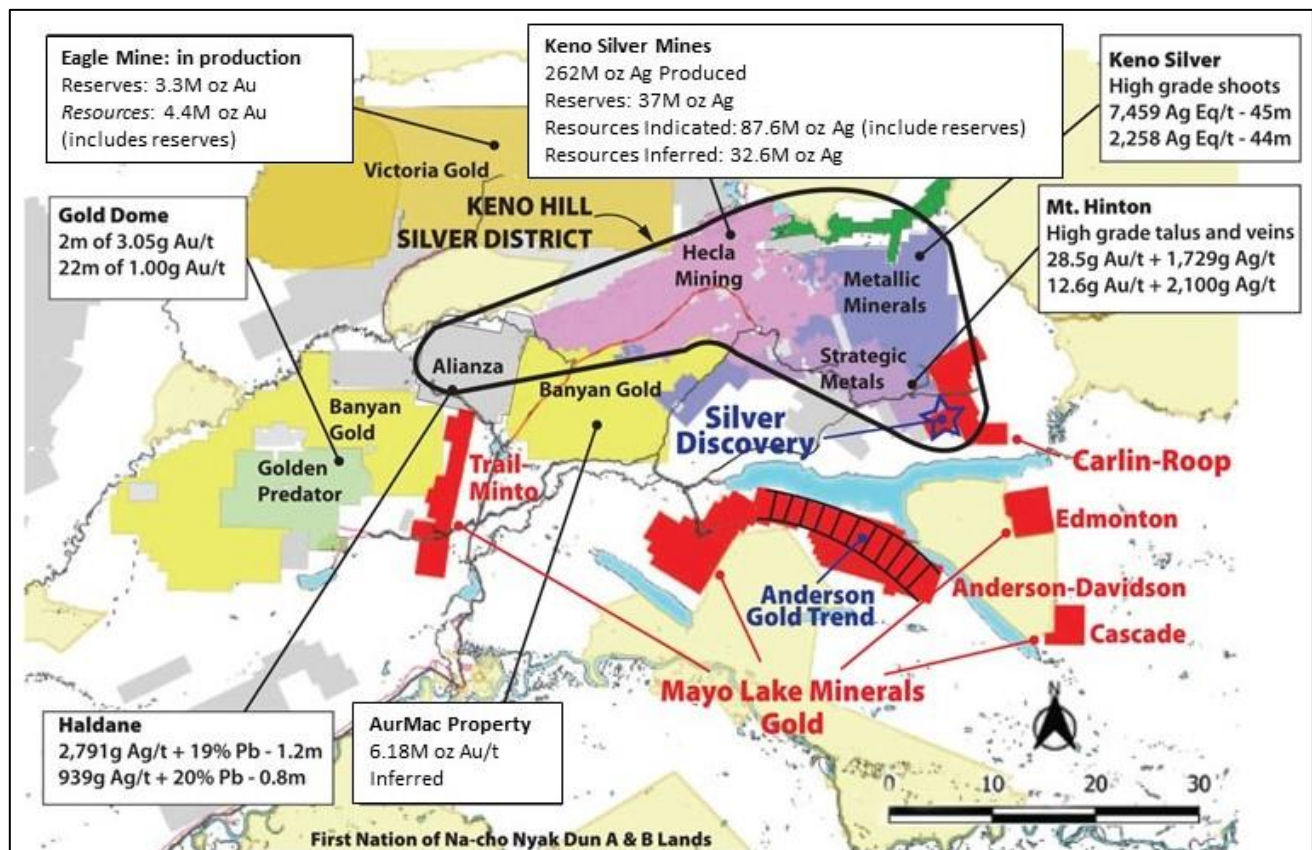 Eagle Mine: in production
Reserves: 3.3M oz Au
Resources: 4.4M oz Au
(includes reserves)
Keno Silver Mines
262M oz Ag Produced
Reserves: 37M oz Ag
Resources Indicated: 87.6M oz Ag (include reserves)
Resources Inferred: 32.6M oz Ag
Keno Silver
High grade shoots
7,459 Ag Eq/t - 45m
2,258 Ag Eq/t - 44m
Victoria Gold
Gold Dome
2m of 3.05g Au/t
22m of 1.00g Au/t
KENO HILL
SILVER DISTRICT
Mt. Hinton
High grade talus and veins
28.5g Au/t + 1,729g Ag/t
12.6g Au/t + 2,100g Ag/t
Hecla
Mining
Metallic
Minerals
Alianza
Strategic
Metals
Banyan Gold
Banyan
Gold
Silver
Discovery
Golden
Predator
Trail-
Minto
Carlin-Roop
Edmonton
Anderson-Davidson
Anderson
Gold Trend
Cascade
Mayo Lake Minerals
Gold
N
Haldane
2,791g Ag/t + 19% Pb - 1.2m
939g Ag/t + 20% Pb - 0.8m
AurMac Property
6.18M oz Au/t
Inferred
0 10 20 30
First Nation of Na-cho Nyak Dun A & B Lands